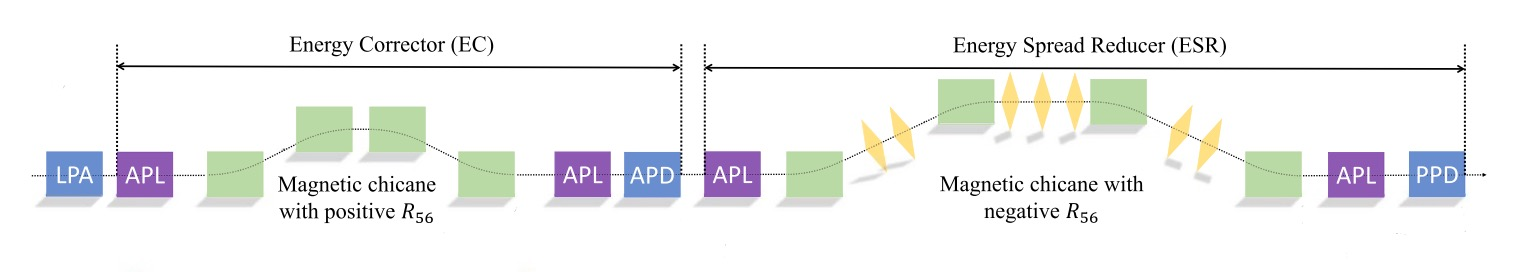 Energy Corrector (EC)
Energy Spread Reducer (ESR)
LPA
APL
APL
APD
APL
APL
PPD
Magnetic chicane
with positive R₅₆
Magnetic chicane with
negative R₅₆